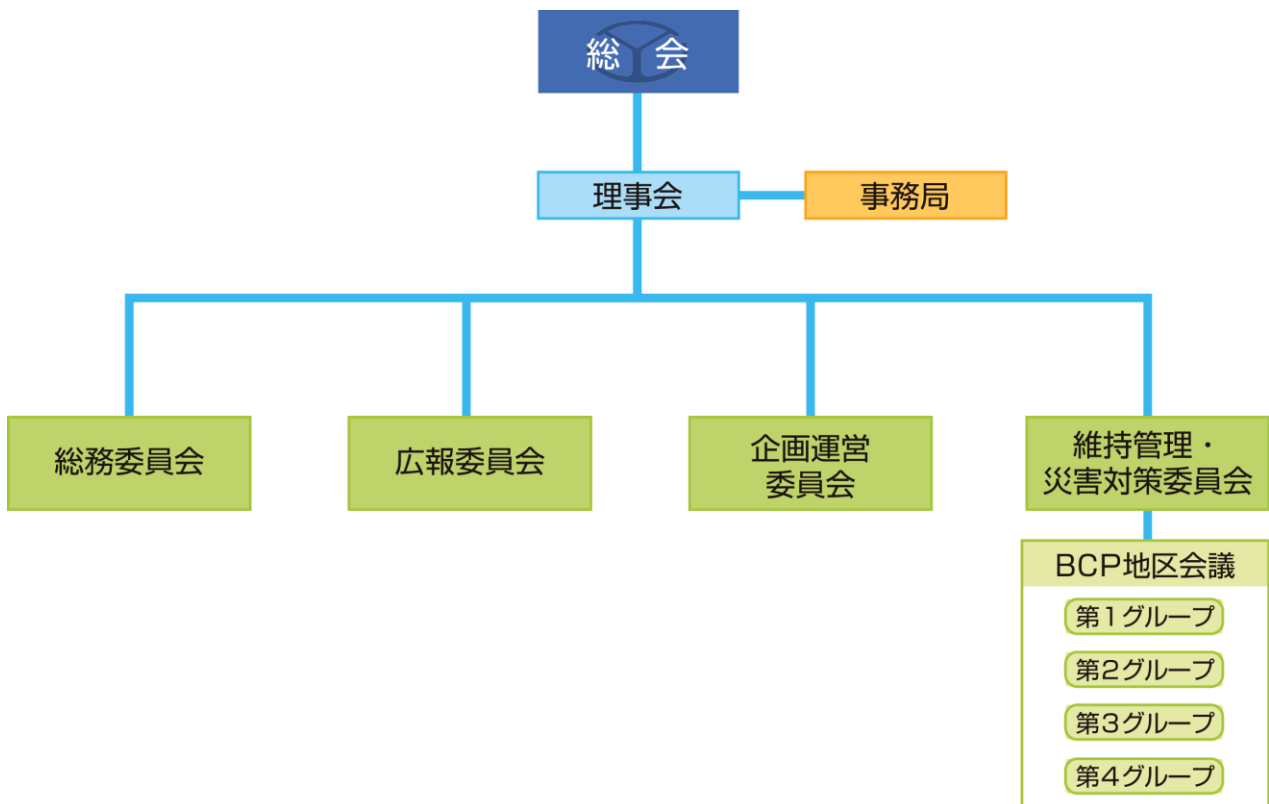 総 会
理事会
事務局
総務委員会
広報委員会
企画運営
委員会
維持管理・
災害対策委員会
BCP地区会議
第1グループ
第2グループ
第3グループ
第4グループ